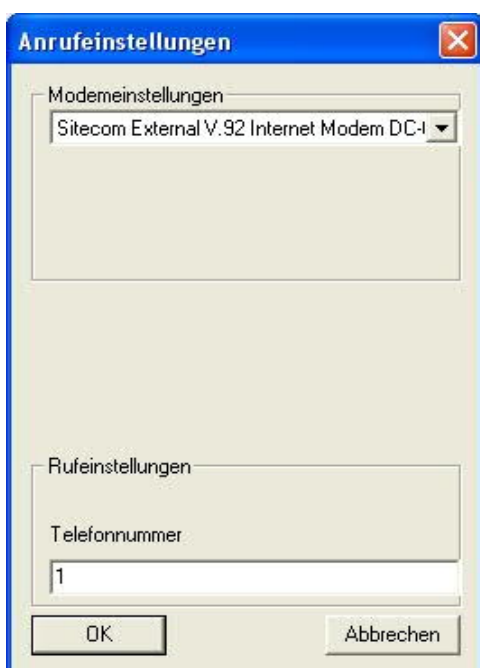 Anrufeinstellungen
Modemeinstellungen
Sitecom External V.92 Internet Modem DC-
Rufeinstellungen
Telefonnummer
1
OK
Abbrechen